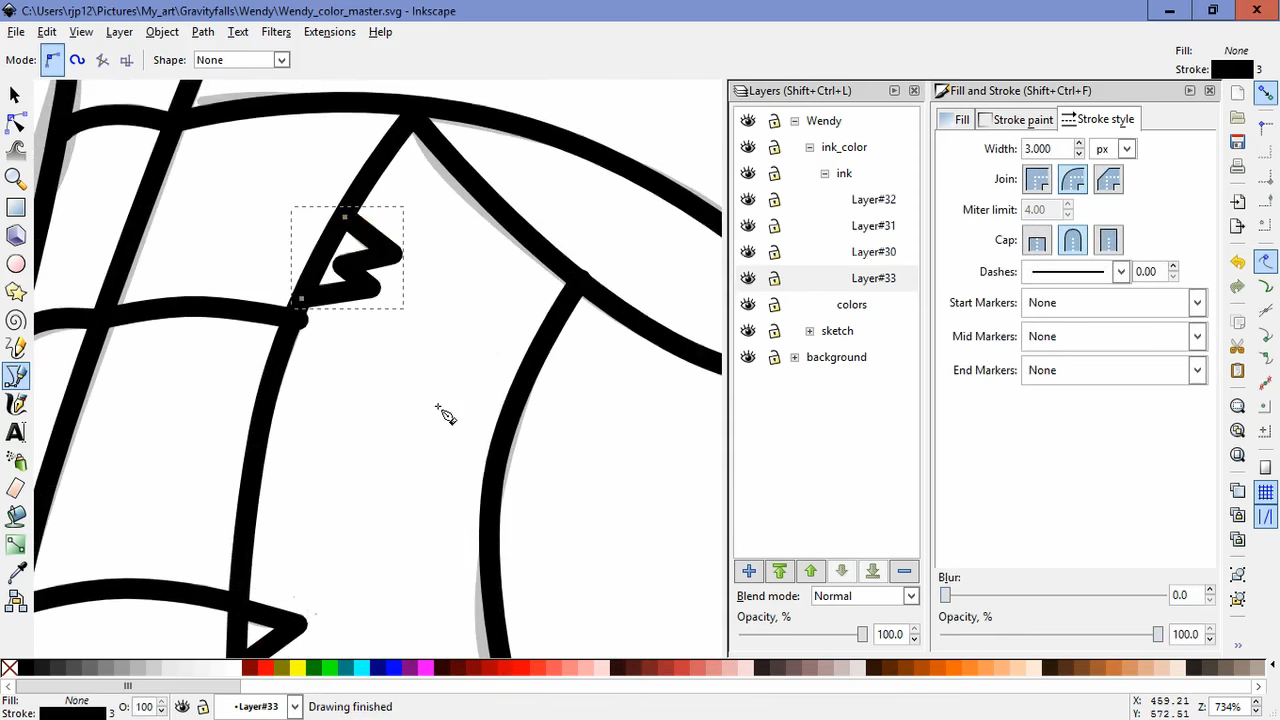 C:\Users\rjp12\Pictures\My_art\Gravityfalls\Wendy\Wendy_color_master.svg - Inkscape
File Edit View Layer Object Path Text Filters Extensions Help
Mode: Shape: None
Fill: None
Stroke: 3
Layers (Shift+Ctrl+L)
Wendy
ink_color
ink
Layer#32
Layer#31
Layer#30
Layer#33
colors
sketch
background
Blend mode: Normal
Opacity, %
100.0
Fill and Stroke (Shift+Ctrl+F)
Fill Stroke paint Stroke style
Width: 3.000 px
Join:
Miter limit: 4.00
Cap:
Dashes: 0.00
Start Markers: None
Mid Markers: None
End Markers: None
Blur:
0.0
Opacity, %
100.0
Fill: None
Stroke: 3
O: 100
•Layer#33
Drawing finished
X: 459.21
Y: 572.51
Z: 734%